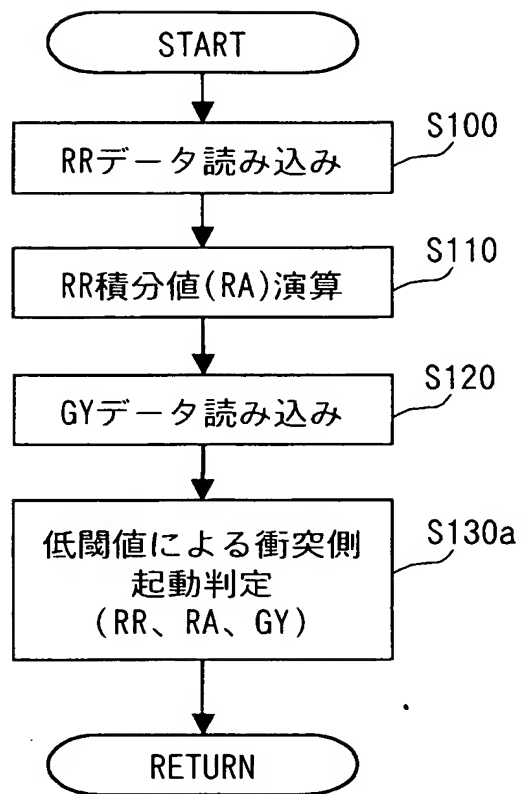 START
S100
RRデータ読み込み
S110
RR積分値(RA)演算
S120
GYデータ読み込み
S130a
低閾値による衝突側
起動判定
(RR、RA、GY)
RETURN